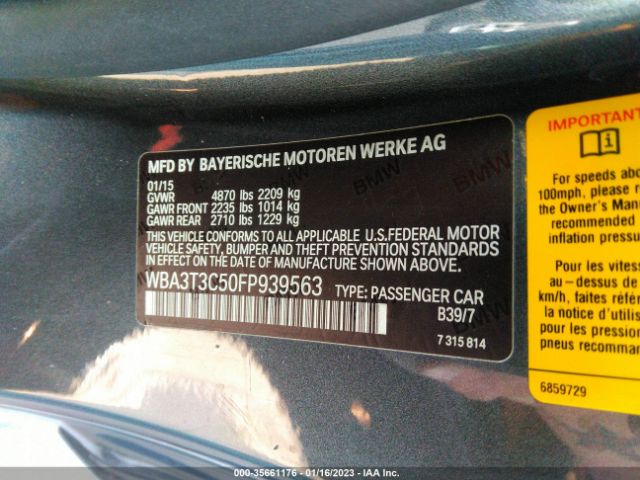 MFD BY BAYERISCHE MOTOREN WERKE AG
01/15
GVWR 4870 lbs 2209 kg
GAWR FRONT 2235 lbs 1014 kg
GAWR REAR 2710 lbs 1229 kg
THIS VEHICLE CONFORMS TO ALL APPLICABLE U.S.FEDERAL MOTOR
VEHICLE SAFETY, BUMPER AND THEFT PREVENTION STANDARDS
IN EFFECT ON THE DATE OF MANUFACTURE SHOWN ABOVE.
WBA3T3C50FP939563 TYPE: PASSENGER CAR
B39/7
7 315 814
IMPORTANT
i
For speeds abo
100mph, please re
the Owner's Manu
recommended
inflation pressu
Pour les vitess
au – dessus de
km/h, faites référe
la notice d'utili
pour les pression
pneus recomman
6859729
000-35661176 | 01/16/2023 - IAA Inc.